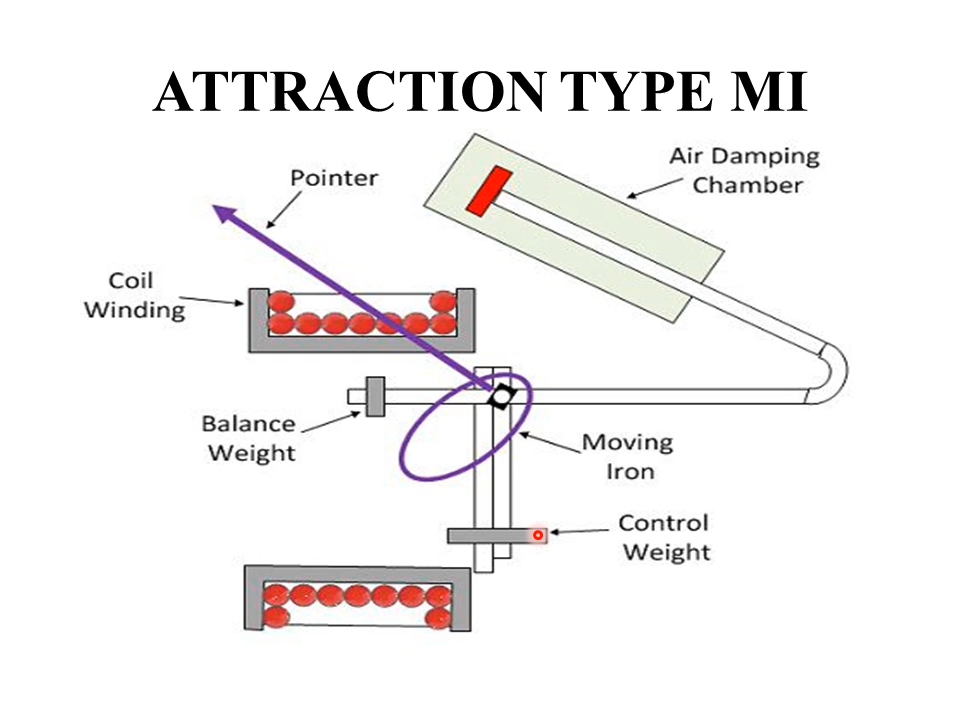 ATTRACTION TYPE MI
Air Damping
Chamber
Pointer
Coil
Winding
Balance
Weight
Moving
Iron
Control
Weight